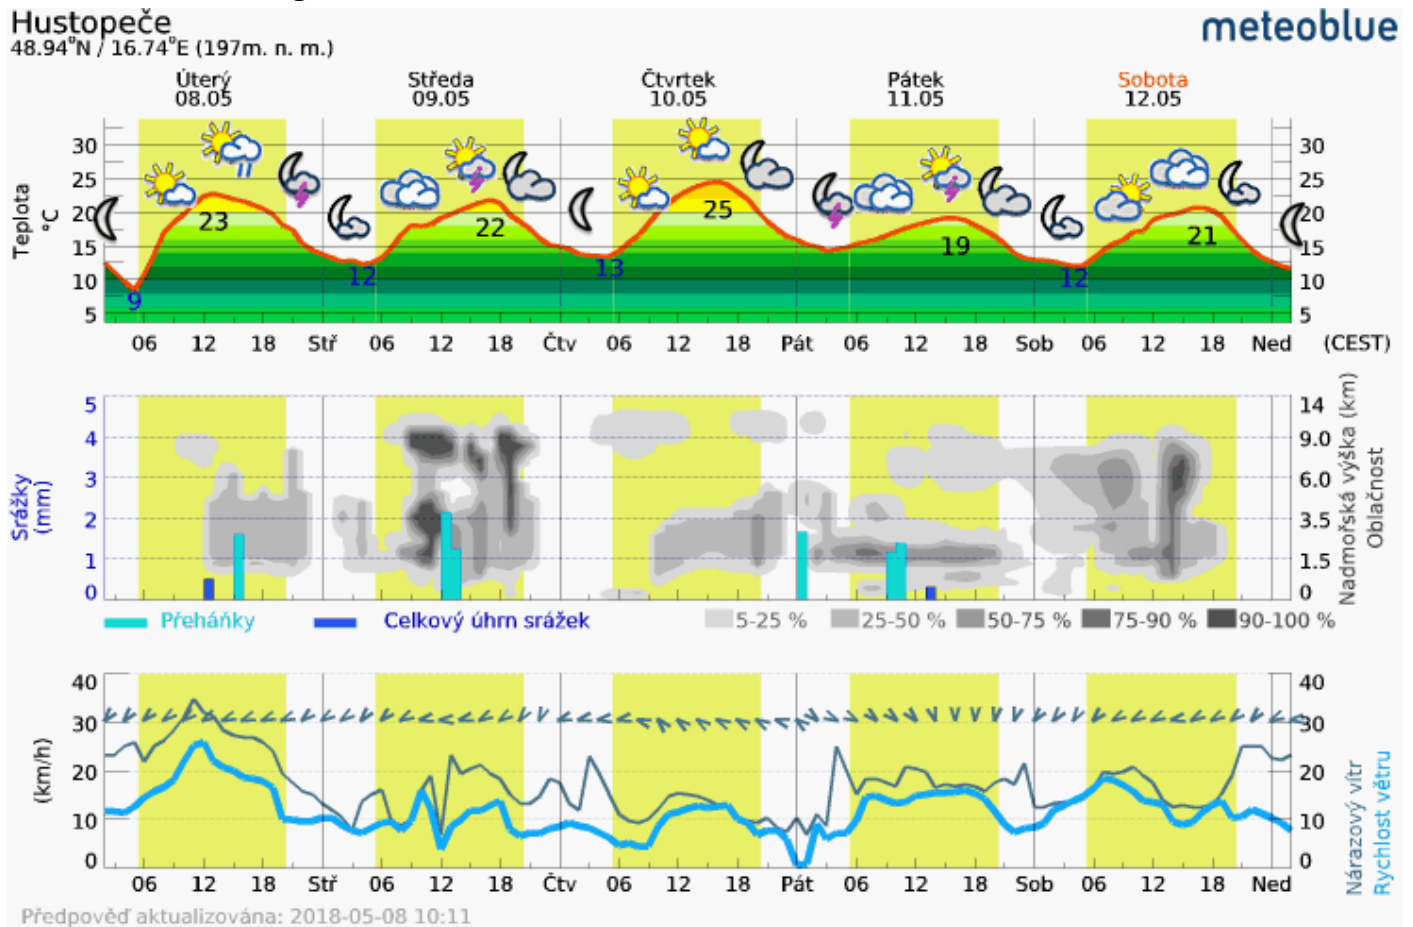 Hustopeče
meteoblue
48.94°N / 16.74°E (197m. n. m.)
Úterý Středa Čtvrtek Pátek Sobota
08.05 09.05 10.05 11.05 12.05
Teplota
°C
30 30
25 25
20 20
15 15
10 10
5 5
23 22 25 19 21
9 12 13 12
06 12 18 Stř 06 12 18 Čtv 06 12 18 Pát 06 12 18 Sob 06 12 18 Ned (CEST)
Srážky
(mm)
5 14
4 9.0
3 6.0
2 3.5
1 1.5
0 0
Nadmořská výška (km)
Oblačnost
Přeháňky Celkový úhrn srážek 5-25 % 25-50 % 50-75 % 75-90 % 90-100 %
(km/h)
40 40
30 30
20 20
10 10
0 0
Nárazový vítr
Rychlost větru
06 12 18 Stř 06 12 18 Čtv 06 12 18 Pát 06 12 18 Sob 06 12 18 Ned
Předpověď aktualizována: 2018-05-08 10:11